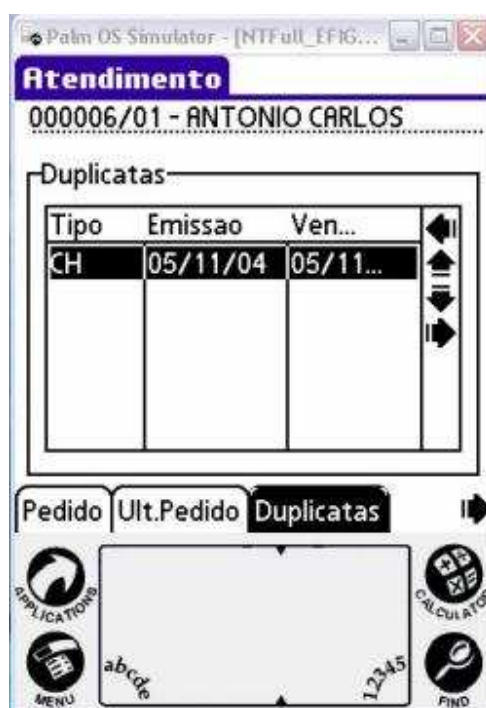 Palm OS Simulator - [NTFull_EFIG...
Atendimento
000006/01 - ANTONIO CARLOS
Duplicatas
Tipo Emissao Ven...
CH 05/11/04 05/11...
Pedido Ult.Pedido Duplicatas
APPLICATIONS
CALCULATOR
MENU
abcde
12345
FIND